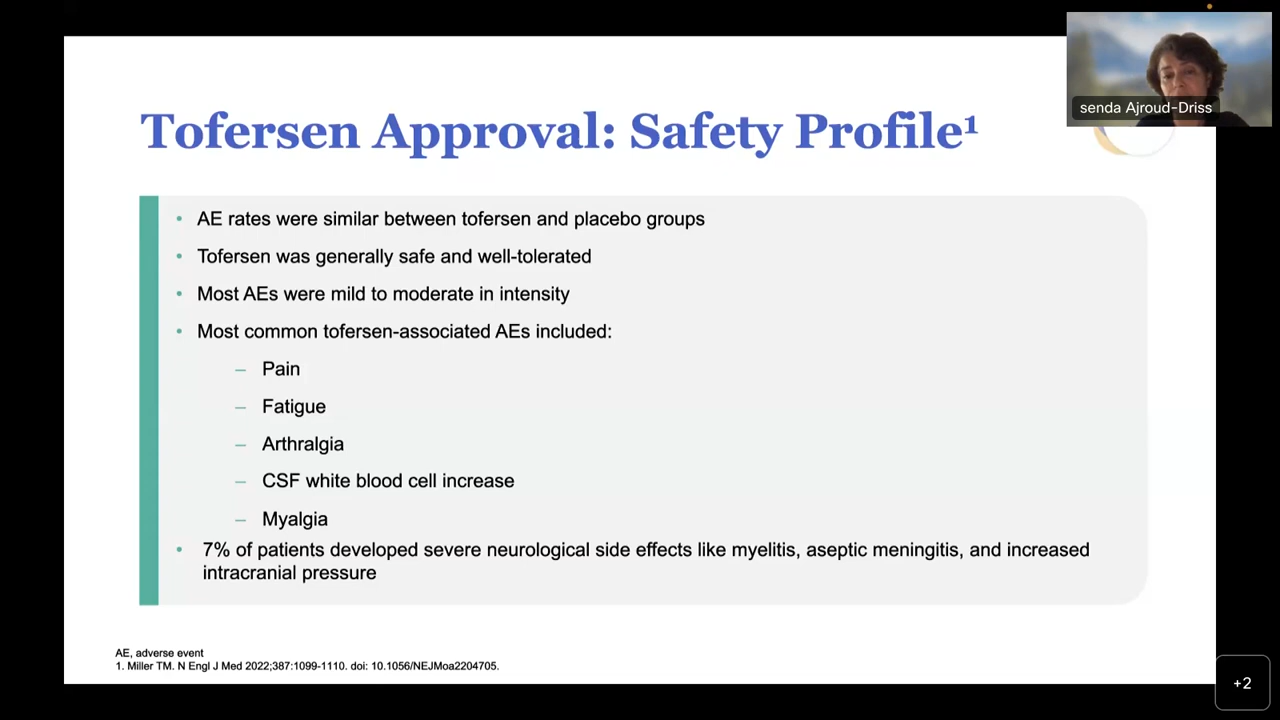 senda Ajroud-Driss
Tofersen Approval: Safety Profile¹
• AE rates were similar between tofersen and placebo groups
• Tofersen was generally safe and well-tolerated
• Most AEs were mild to moderate in intensity
• Most common tofersen-associated AEs included:
– Pain
– Fatigue
– Arthralgia
– CSF white blood cell increase
– Myalgia
• 7% of patients developed severe neurological side effects like myelitis, aseptic meningitis, and increased
intracranial pressure
AE, adverse event
1. Miller TM. N Engl J Med 2022;387:1099-1110. doi: 10.1056/NEJMoa2204705.
+2